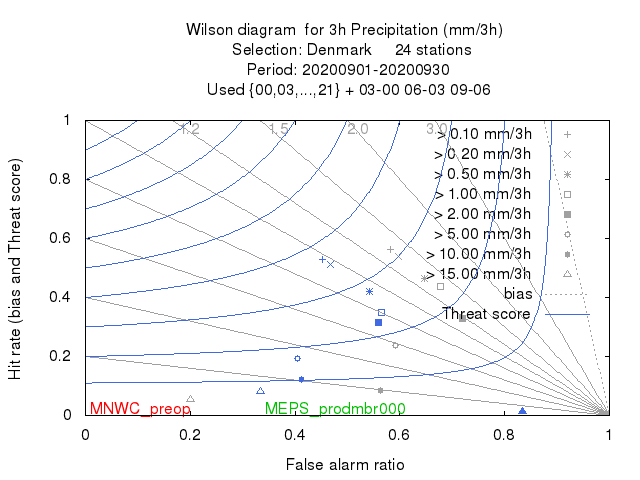 Wilson diagram for 3h Precipitation (mm/3h)
Selection: Denmark 24 stations
Period: 20200901-20200930
Used {00,03,...,21} + 03-00 06-03 09-06
Hit rate (bias and Threat score)
1
0.8
0.6
0.4
0.2
0
1.2 1.5 2.0 3.0
> 0.10 mm/3h
> 0.20 mm/3h
> 0.50 mm/3h
> 1.00 mm/3h
> 2.00 mm/3h
> 5.00 mm/3h
> 10.00 mm/3h
> 15.00 mm/3h
bias
Threat score
MNWC_preop MEPS_prodmbr000
0 0.2 0.4 0.6 0.8 1
False alarm ratio